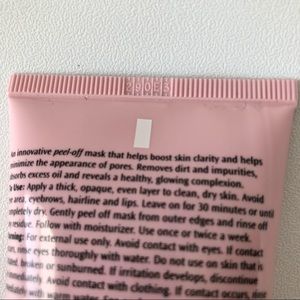 An innovative peel-off mask that helps boost skin clarity and helps
minimize the appearance of pores. Removes dirt and impurities,
absorbs excess oil and reveals a healthy, glowing complexion.
To Use: Apply a thick, opaque, even layer to clean, dry skin. Avoid
eye area, eyebrows, hairline and lips. Leave on for 30 minutes or until
completely dry. Gently peel off mask from outer edges and rinse off
residue. Follow with moisturizer. Use once or twice a week.
Warning: For external use only. Avoid contact with eyes. If contact
occurs, rinse eyes thoroughly with water. Do not use on skin that is
broken or sunburned. If irritation develops, discontinue
Avoid contact with clothing. If contact occurs,
with warm water.